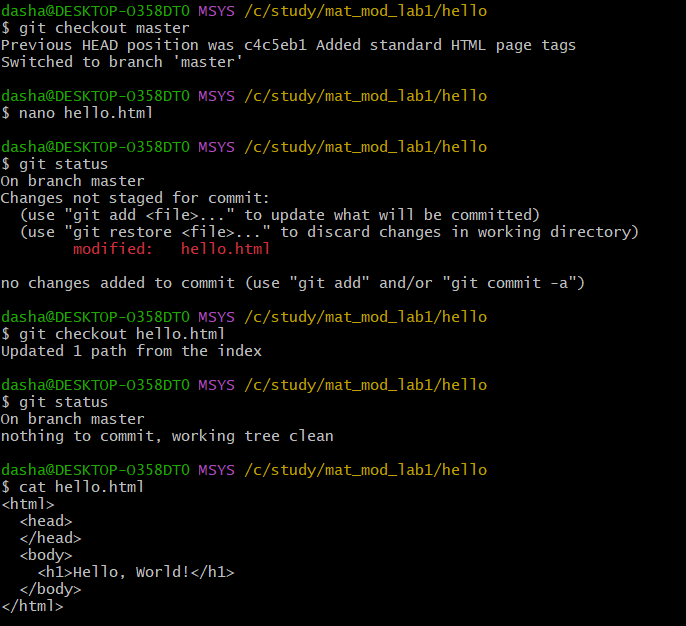 dasha@DESKTOP-O358DT0 MSYS /c/study/mat_mod_lab1/hello
$ git checkout master
Previous HEAD position was c4c5eb1 Added standard HTML page tags
Switched to branch 'master'

dasha@DESKTOP-O358DT0 MSYS /c/study/mat_mod_lab1/hello
$ nano hello.html

dasha@DESKTOP-O358DT0 MSYS /c/study/mat_mod_lab1/hello
$ git status
On branch master
Changes not staged for commit:
  (use "git add <file>..." to update what will be committed)
  (use "git restore <file>..." to discard changes in working directory)
        modified:   hello.html

no changes added to commit (use "git add" and/or "git commit -a")

dasha@DESKTOP-O358DT0 MSYS /c/study/mat_mod_lab1/hello
$ git checkout hello.html
Updated 1 path from the index

dasha@DESKTOP-O358DT0 MSYS /c/study/mat_mod_lab1/hello
$ git status
On branch master
nothing to commit, working tree clean

dasha@DESKTOP-O358DT0 MSYS /c/study/mat_mod_lab1/hello
$ cat hello.html
<html>
  <head>
  </head>
  <body>
    <h1>Hello, World!</h1>
  </body>
</html>